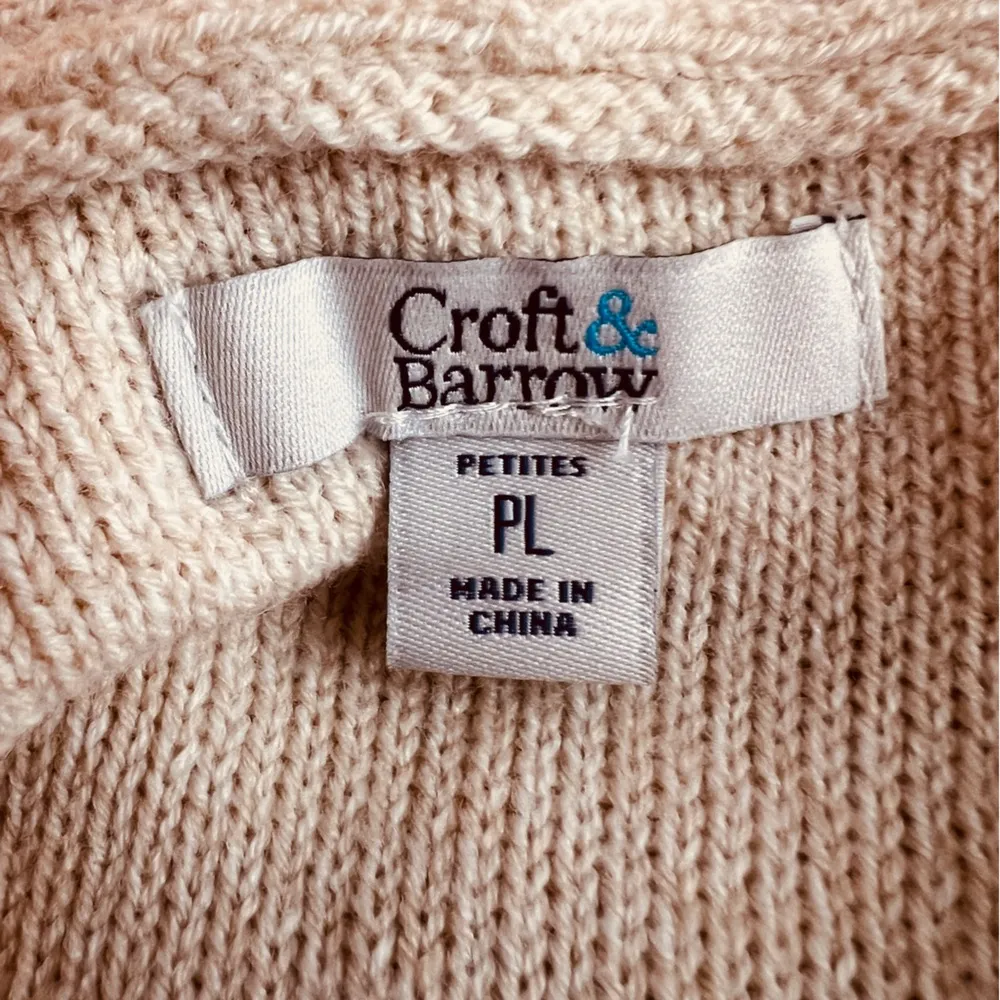 Croft &
Barrow
PETITES
PL
MADE IN
CHINA